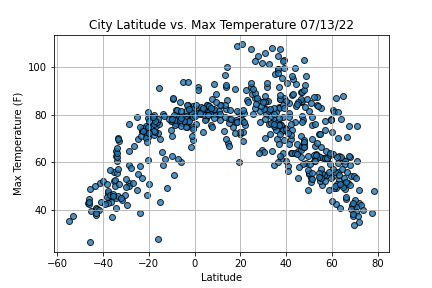 City Latitude vs. Max Temperature 07/13/22
100
80
60
40
Max Temperature (F)
−60 −40 −20 0 20 40 60 80
Latitude